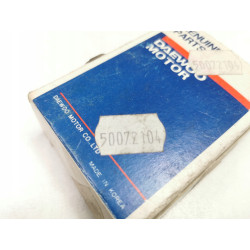 GENUINE
PARTS
DAEWOO
MOTOR
50072104
DAEWOO MOTOR CO., LTD
MADE IN KOREA